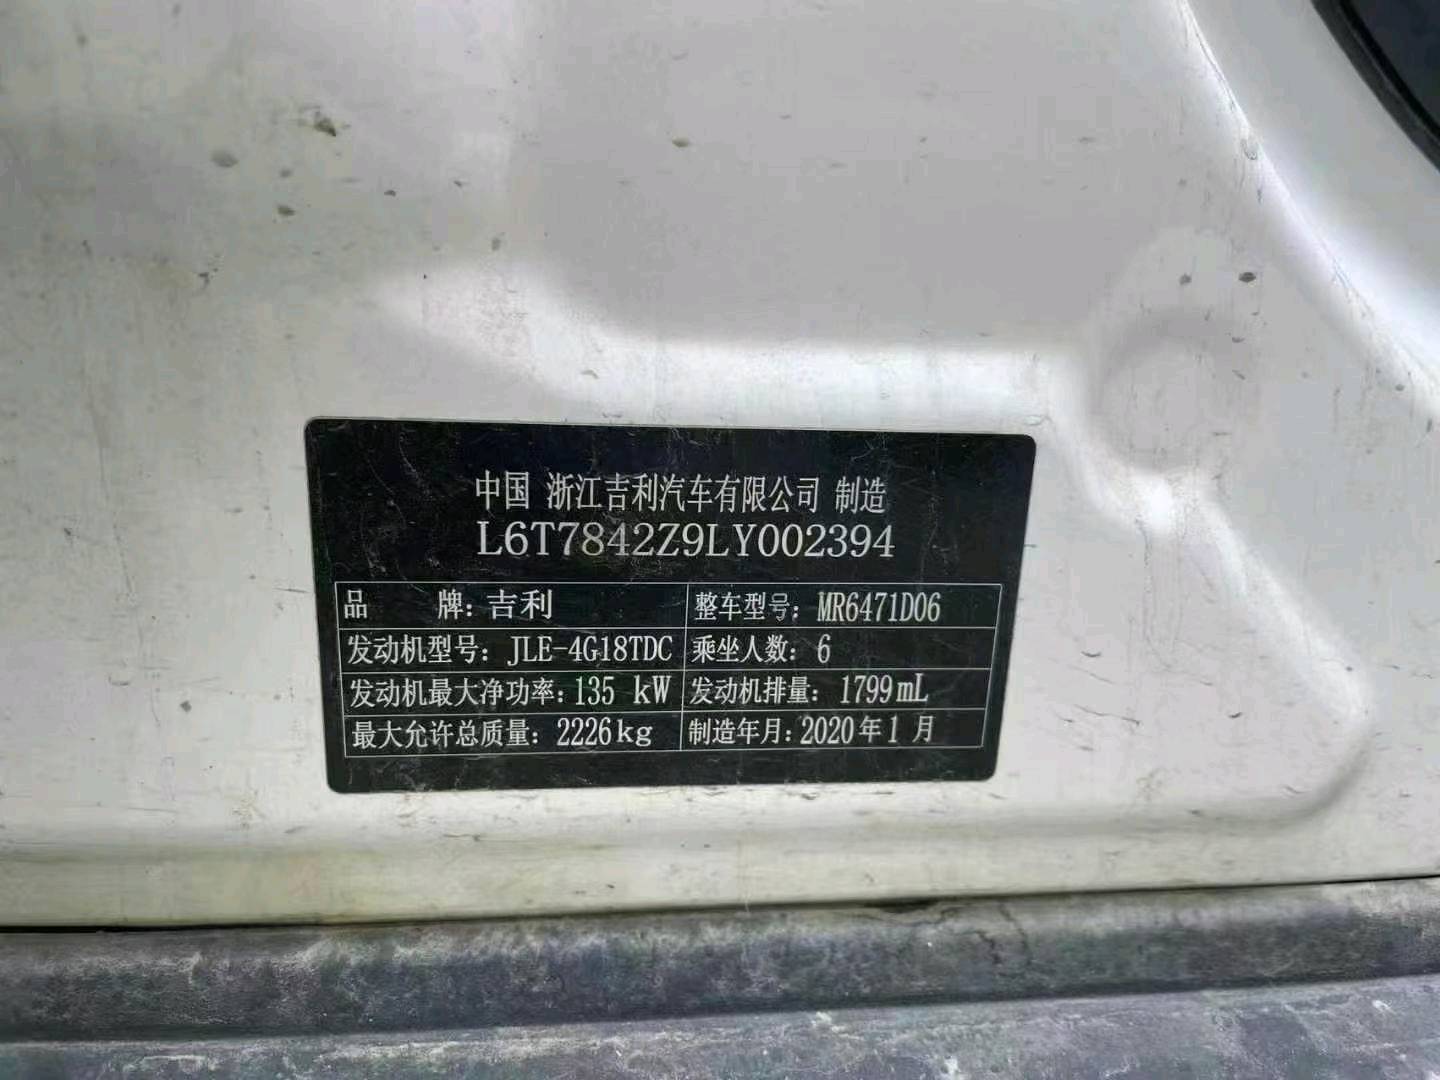 中国 浙江吉利汽车有限公司 制造
L6T7842Z9LY002394
品 牌: 吉利 整车型号: MR6471D06
发动机型号: JLE-4G18TDC 乘坐人数: 6
发动机最大净功率: 135 kW 发动机排量: 1799mL
最大允许总质量: 2226kg 制造年月: 2020年1月